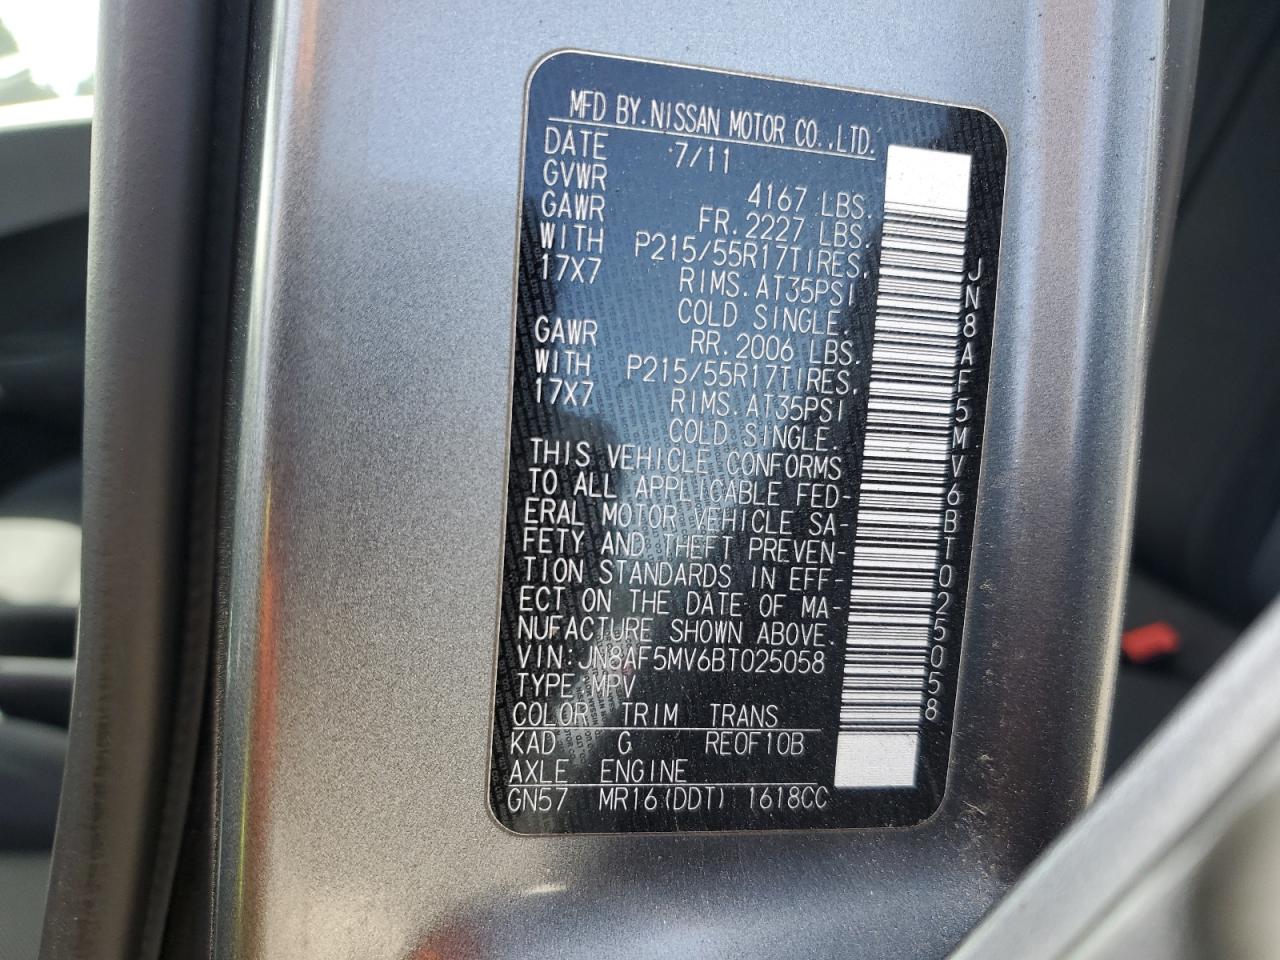 MFD BY.NISSAN MOTOR CO.,LTD.
DATE 7/11
GVWR 4167 LBS.
GAWR FR.2227 LBS.
WITH P215/55R17TIRES.
17X7 RIMS.AT35PSI
COLD SINGLE.
GAWR RR.2006 LBS.
WITH P215/55R17TIRES.
17X7 RIMS.AT35PSI
COLD SINGLE.
THIS VEHICLE CONFORMS
TO ALL APPLICABLE FED-
ERAL MOTOR VEHICLE SA-
FETY AND THEFT PREVEN-
TION STANDARDS IN EFF-
ECT ON THE DATE OF MA-
NUFACTURE SHOWN ABOVE.
VIN:JN8AF5MV6BT025058
TYPE:MPV
COLOR TRIM TRANS
KAD G REOF10B
AXLE ENGINE
GN57 MR16(DDT) 1618CC
JN8AF5MV6BT025058